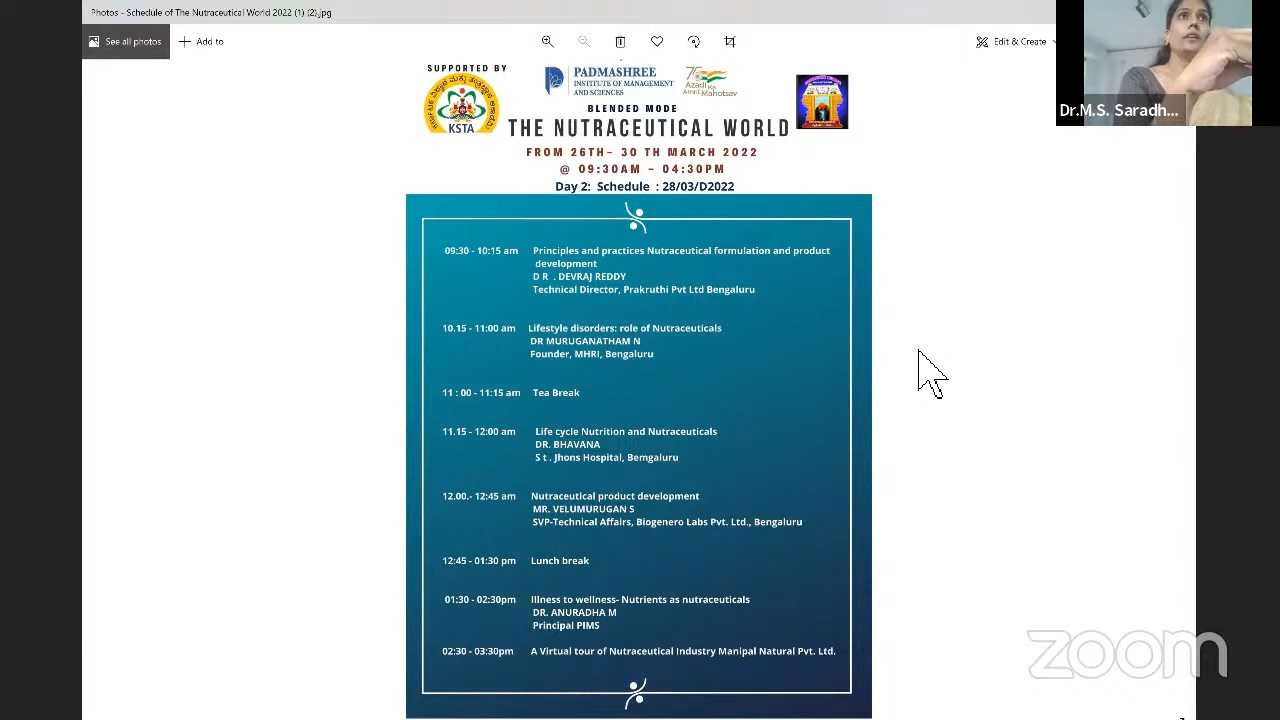 Photos - Schedule of The Nutraceutical World 2022 (1) (2).jpg
See all photos
Add to
Edit & Create
Dr.M.S. Saradh...
SUPPORTED BY
KSTA
PADMASHREE
INSTITUTE OF MANAGEMENT
AND SCIENCES
Azadi Ka
Amrit Mahotsav
BLENDED MODE
THE NUTRACEUTICAL WORLD
FROM 26TH- 30 TH MARCH 2022
@ 09:30AM - 04:30PM
Day 2: Schedule : 28/03/D2022
09:30 - 10:15 am Principles and practices Nutraceutical formulation and product
development
D R . DEVRAJ REDDY
Technical Director, Prakruthi Pvt Ltd Bengaluru
10.15 - 11:00 am Lifestyle disorders: role of Nutraceuticals
DR MURUGANATHAM N
Founder, MHRI, Bengaluru
11 : 00 - 11:15 am Tea Break
11.15 - 12:00 am Life cycle Nutrition and Nutraceuticals
DR. BHAVANA
S t . Jhons Hospital, Bemgaluru
12.00.- 12:45 am Nutraceutical product development
MR. VELUMURUGAN S
SVP-Technical Affairs, Biogenero Labs Pvt. Ltd., Bengaluru
12:45 - 01:30 pm Lunch break
01:30 - 02:30pm Illness to wellness- Nutrients as nutraceuticals
DR. ANURADHA M
Principal PIMS
02:30 - 03:30pm A Virtual tour of Nutraceutical Industry Manipal Natural Pvt. Ltd.
zoom